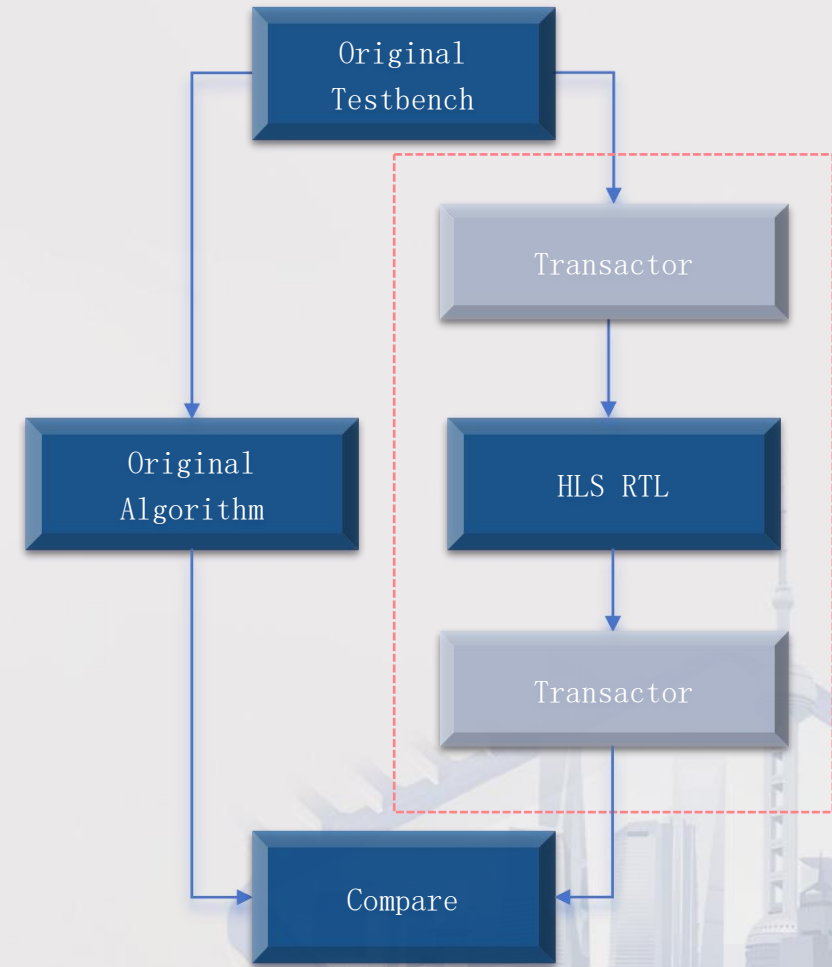 Original
Testbench
Transactor
Original
Algorithm
HLS RTL
Transactor
Compare